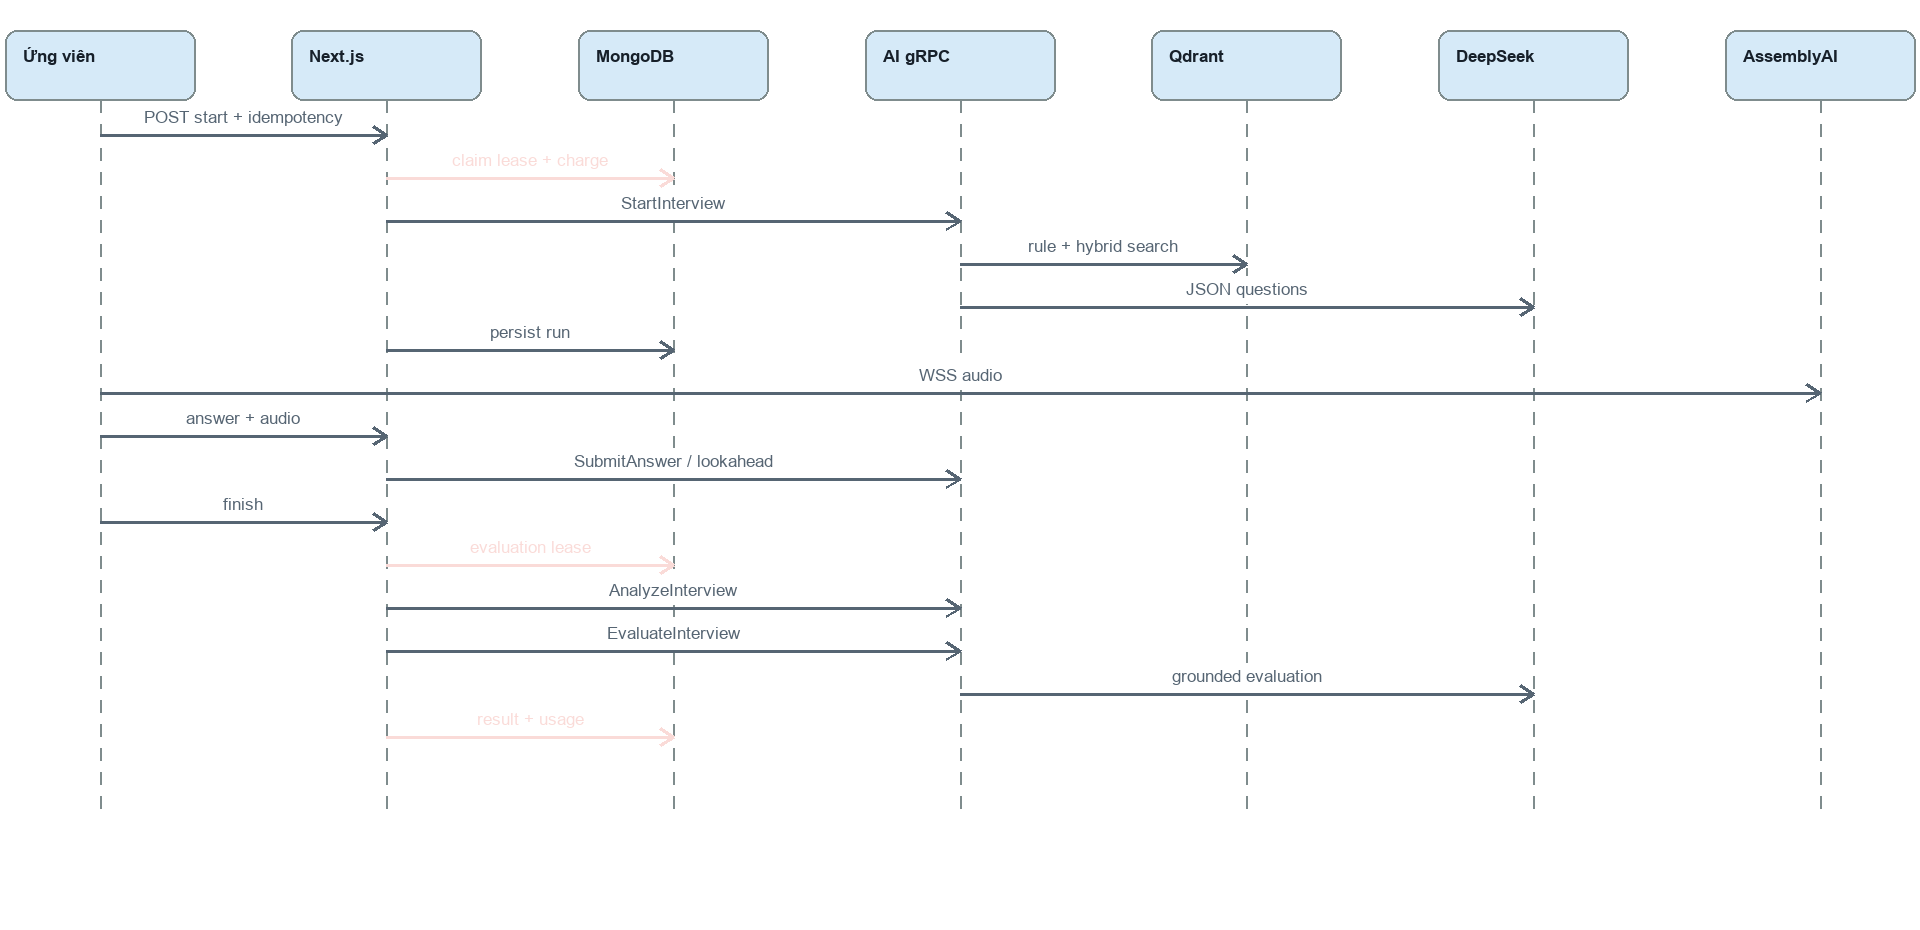 Ứng viên
Next.js
MongoDB
AI gRPC
Qdrant
DeepSeek
AssemblyAI
POST start + idempotency
claim lease + charge
StartInterview
rule + hybrid search
JSON questions
persist run
WSS audio
answer + audio
SubmitAnswer / lookahead
finish
evaluation lease
AnalyzeInterview
EvaluateInterview
grounded evaluation
result + usage